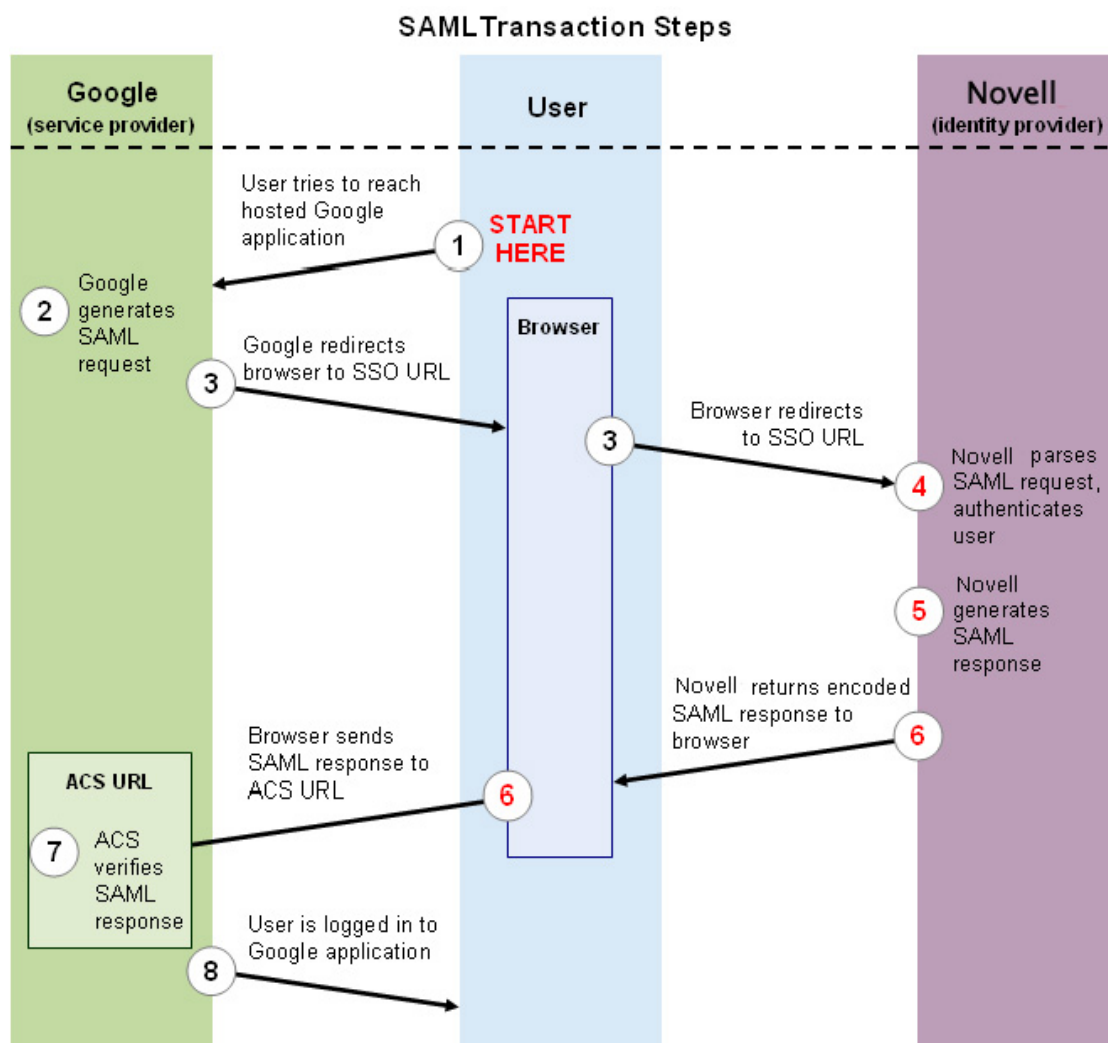 SAML Transaction Steps
Google
(service provider)
User
Novell
(identity provider)
User tries to reach
hosted Google
application
1
START
HERE
2
Google
generates
SAML
request
Browser
3
Google redirects
browser to SSO URL
3
Browser redirects
to SSO URL
4
Novell parses
SAML request,
authenticates
user
5
Novell
generates
SAML
response
Novell returns encoded
SAML response to
browser
6
Browser sends
SAML response to
ACS URL
6
ACS URL
7
ACS
verifies
SAML
response
User is logged in to
Google application
8